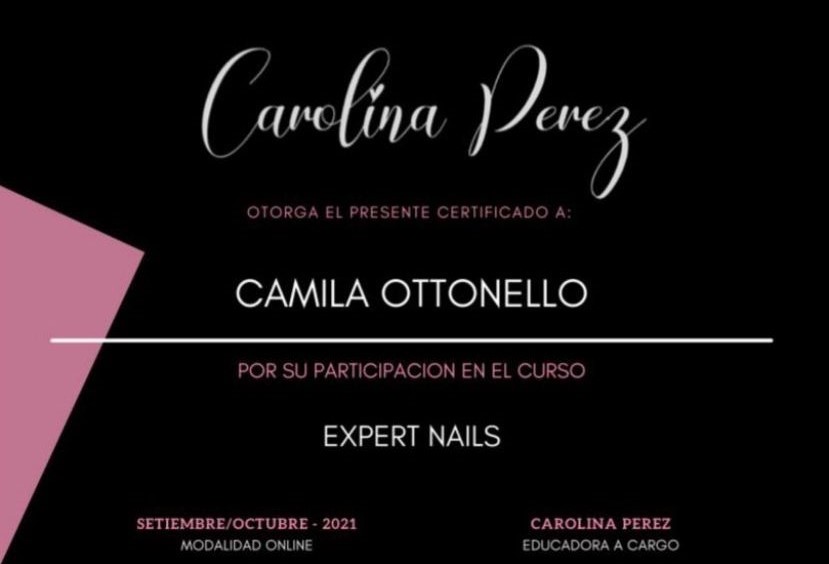 Carolina Perez
OTORGA EL PRESENTE CERTIFICADO A:
CAMILA OTTONELLO
POR SU PARTICIPACION EN EL CURSO
EXPERT NAILS
SETIEMBRE/OCTUBRE - 2021
MODALIDAD ONLINE
CAROLINA PEREZ
EDUCADORA A CARGO